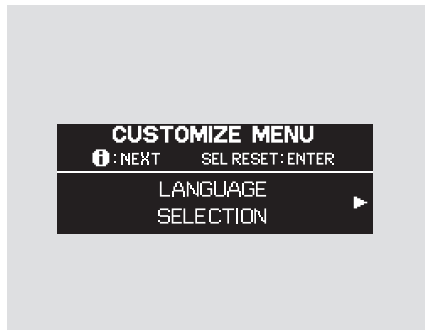 CUSTOMIZE MENU
i : NEXT SEL RESET : ENTER
LANGUAGE
SELECTION